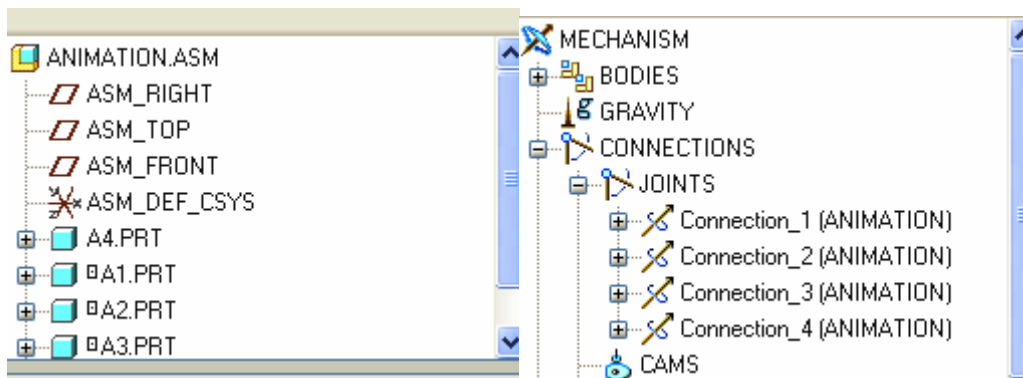 ANIMATION.ASM
ASM_RIGHT
ASM_TOP
ASM_FRONT
ASM_DEF_CSYS
A4.PRT
A1.PRT
A2.PRT
A3.PRT
MECHANISM
BODIES
GRAVITY
CONNECTIONS
JOINTS
Connection_1 (ANIMATION)
Connection_2 (ANIMATION)
Connection_3 (ANIMATION)
Connection_4 (ANIMATION)
CAMS